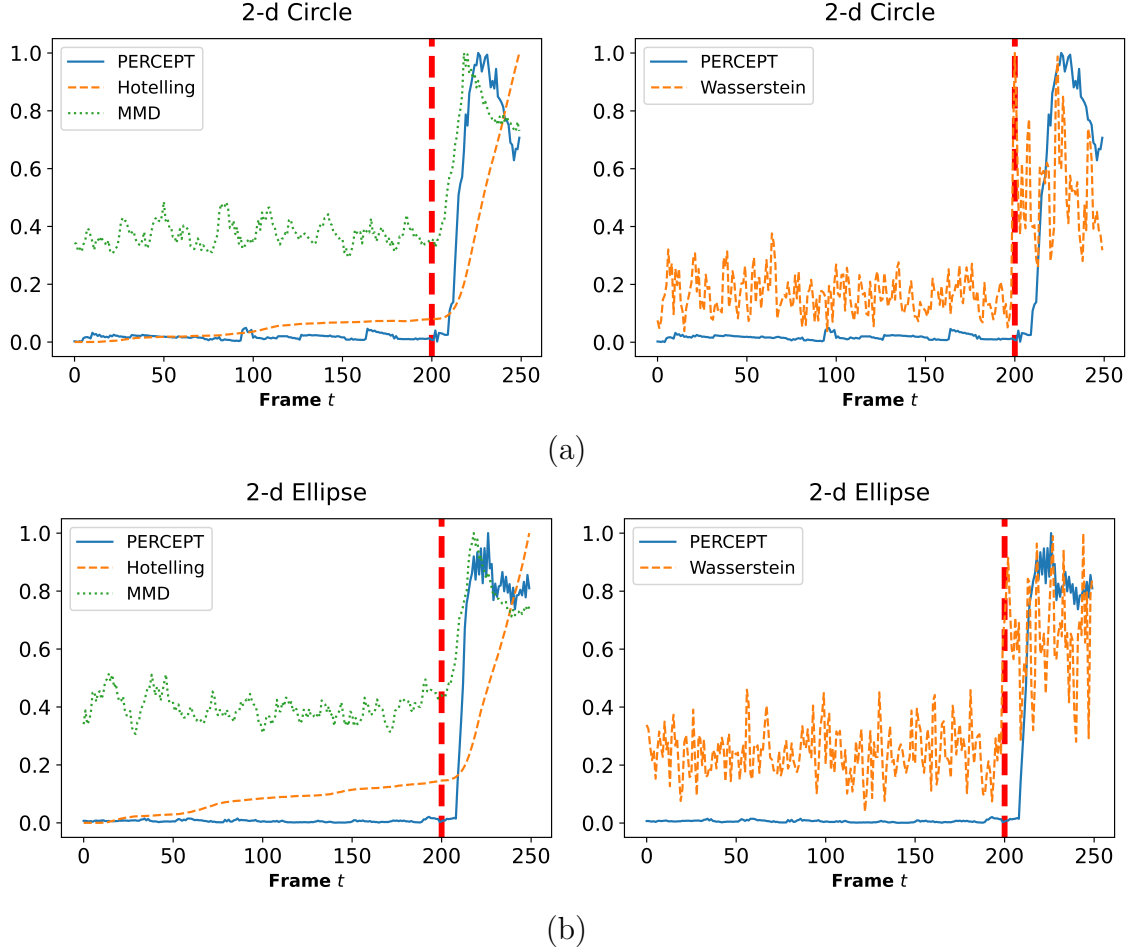 2-d Circle
1.0
0.8
0.6
0.4
0.2
0.0
PERCEPT
Hotelling
MMD
0 50 100 150 200 250
Frame t
2-d Circle
1.0
0.8
0.6
0.4
0.2
0.0
PERCEPT
Wasserstein
0 50 100 150 200 250
Frame t
(a)
2-d Ellipse
1.0
0.8
0.6
0.4
0.2
0.0
PERCEPT
Hotelling
MMD
0 50 100 150 200 250
Frame t
2-d Ellipse
1.0
0.8
0.6
0.4
0.2
0.0
PERCEPT
Wasserstein
0 50 100 150 200 250
Frame t
(b)